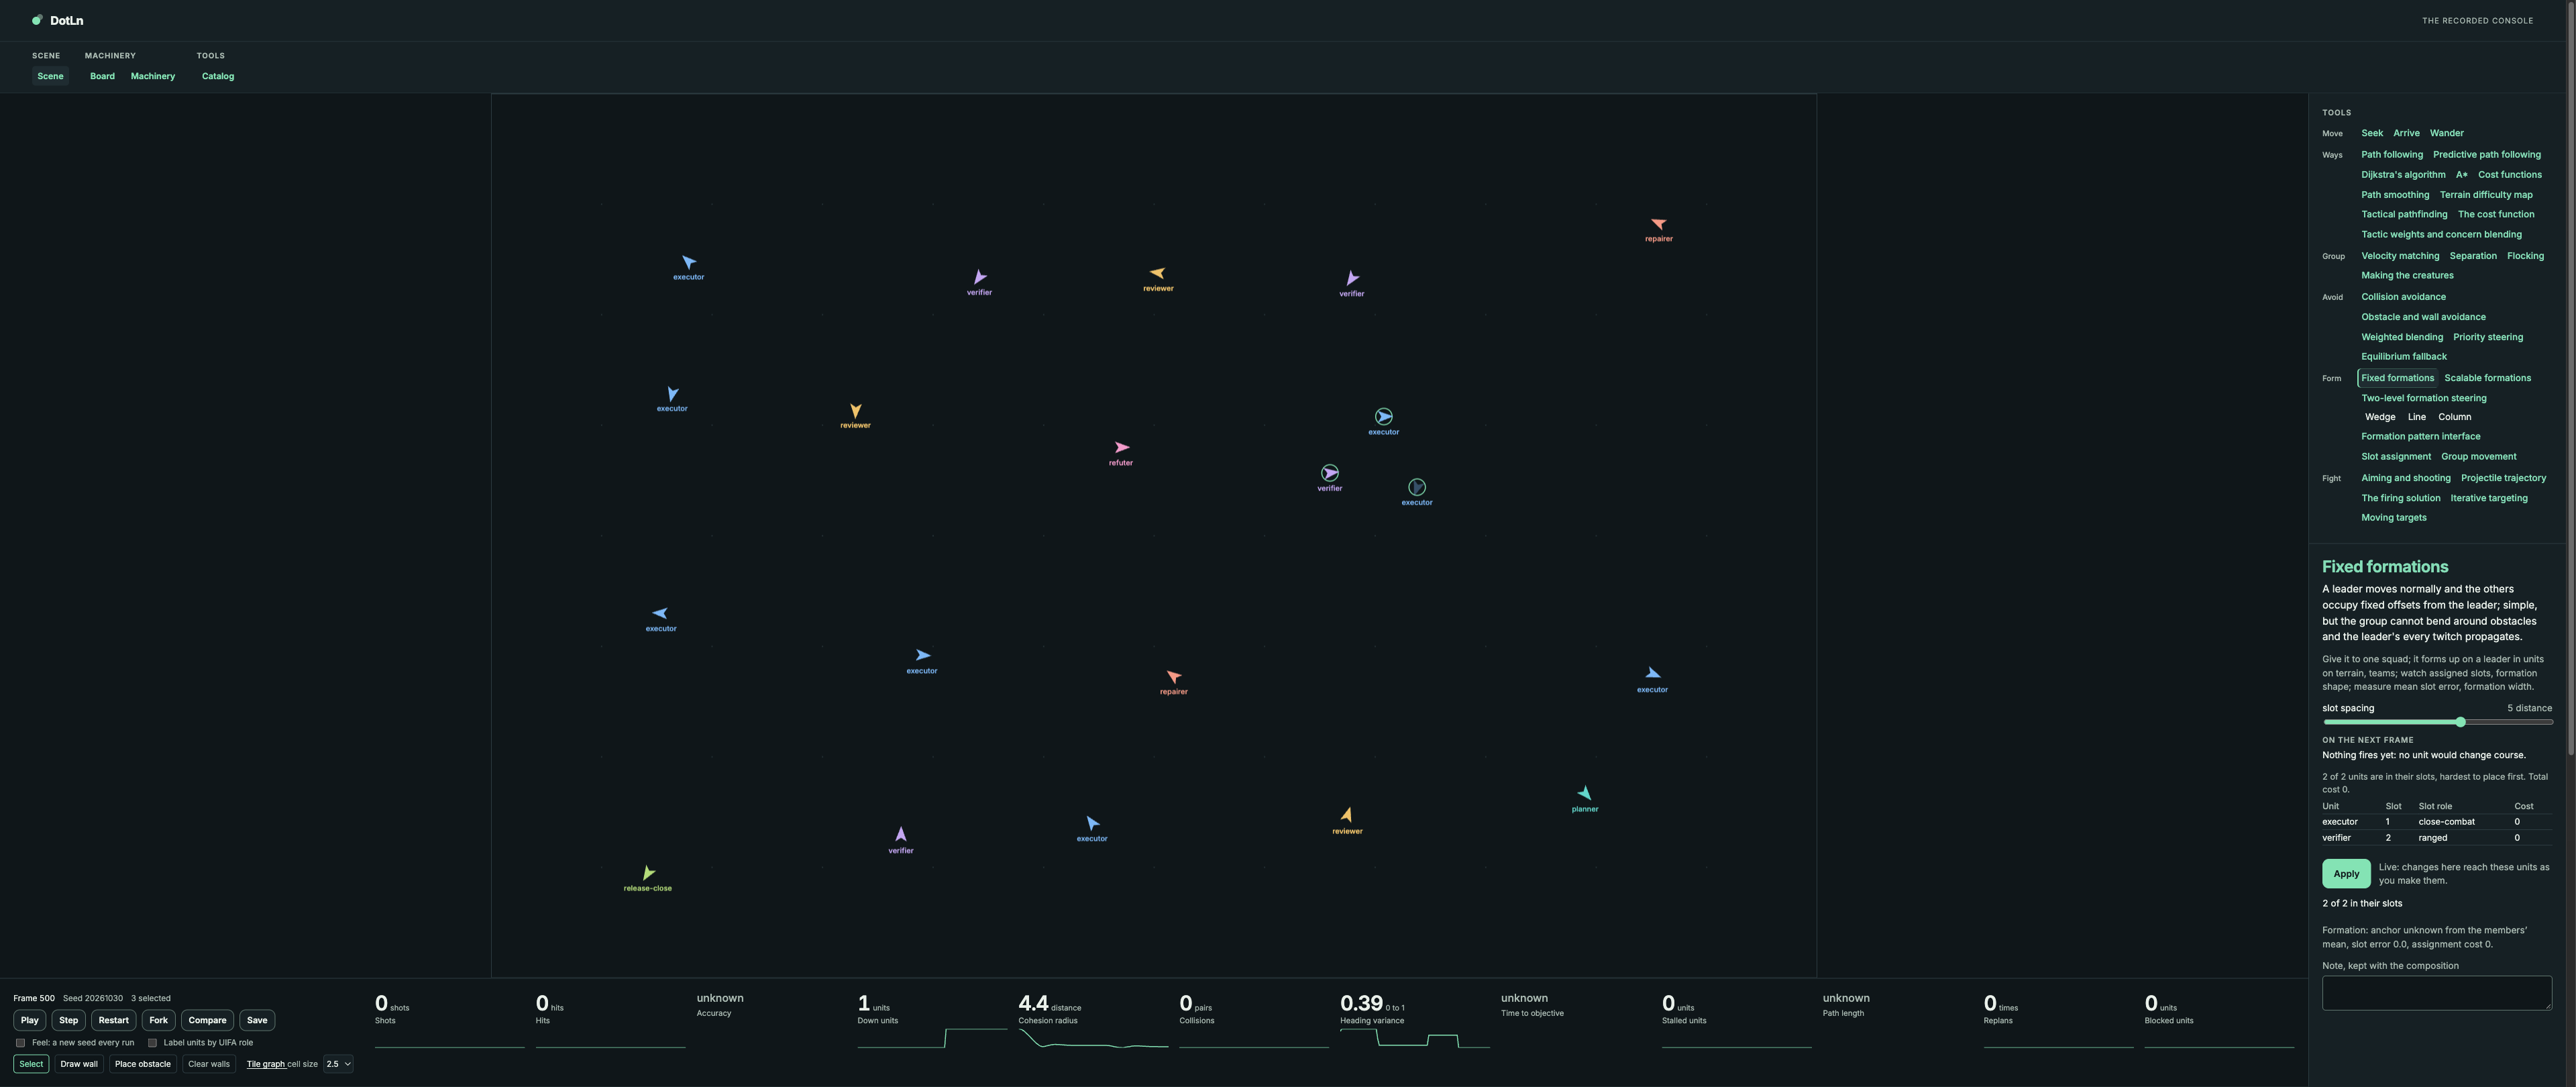 DotLn
THE RECORDED CONSOLE
SCENE MACHINERY TOOLS
Scene Board Machinery Catalog
repairer
executor
verifier
reviewer
verifier
executor
reviewer
executor
refuter
verifier
executor
executor
executor
repairer
executor
planner
verifier
executor
reviewer
release-close
TOOLS
Move Seek Arrive Wander
Ways Path following Predictive path following
Dijkstra's algorithm A* Cost functions
Path smoothing Terrain difficulty map
Tactical pathfinding The cost function
Tactic weights and concern blending
Group Velocity matching Separation Flocking
Making the creatures
Avoid Collision avoidance
Obstacle and wall avoidance
Weighted blending Priority steering
Equilibrium fallback
Form Fixed formations Scalable formations
Two-level formation steering
Wedge Line Column
Formation pattern interface
Slot assignment Group movement
Fight Aiming and shooting Projectile trajectory
The firing solution Iterative targeting
Moving targets
Fixed formations
A leader moves normally and the others
occupy fixed offsets from the leader; simple,
but the group cannot bend around obstacles
and the leader's every twitch propagates.
Give it to one squad; it forms up on a leader in units
on terrain, teams; watch assigned slots, formation
shape; measure mean slot error, formation width.
slot spacing 5 distance
ON THE NEXT FRAME
Nothing fires yet: no unit would change course.
2 of 2 units are in their slots, hardest to place first. Total
cost 0.
Unit Slot Slot role Cost
executor 1 close-combat 0
verifier 2 ranged 0
Apply Live: changes here reach these units as
you make them.
2 of 2 in their slots
Formation: anchor unknown from the members'
mean, slot error 0.0, assignment cost 0.
Note, kept with the composition
Frame 500 Seed 20261030 3 selected
Play Step Restart Fork Compare Save
Feel: a new seed every run Label units by UIFA role
Select Draw wall Place obstacle Clear walls Tile graph cell size 2.5
0 shots
Shots
0 hits
Hits
unknown
Accuracy
1 units
Down units
4.4 distance
Cohesion radius
0 pairs
Collisions
0.39 0 to 1
Heading variance
unknown
Time to objective
0 units
Stalled units
unknown
Path length
0 times
Replans
0 units
Blocked units